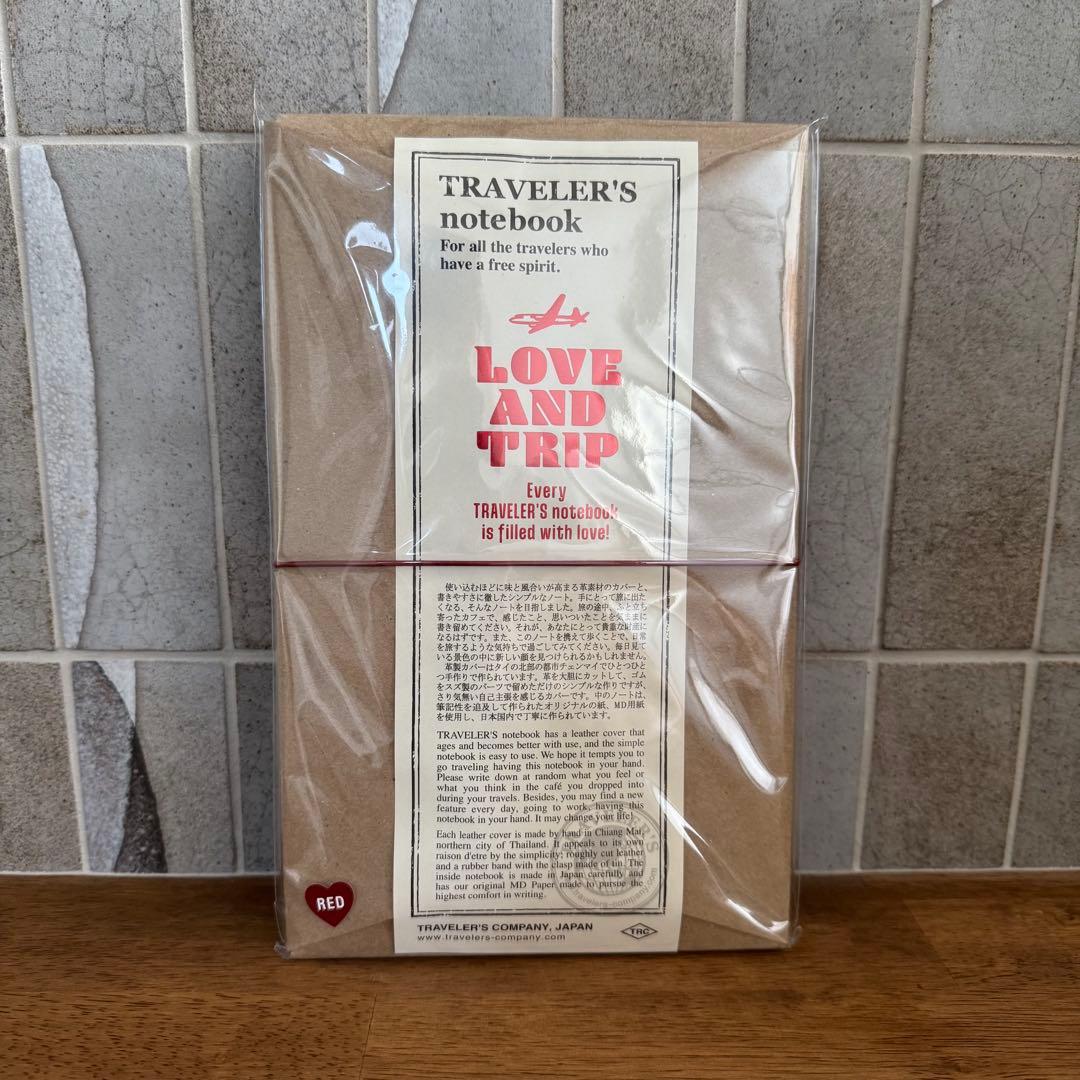 TRAVELER'S
notebook
For all the travelers who
have a free spirit.
LOVE
AND
TRIP
Every
TRAVELER'S notebook
is filled with love!
使い込むほどに味と風合いが高まる革素材のカバーと、
書きやすさに徹したシンプルなノート。手にとって旅に出た
くなる、そんなノートを目指しました。旅の途中、ふと立ち
寄ったカフェで、感じたこと、思いついたことを気ままに
書き留めてください。それが、あなたにとって貴重な財産に
なるはずです。また、このノートを携えて歩くことで、日常
を旅するような気持ちで過ごしてみてください。毎日見て
いる景色の中に新しい顔を見つけられるかもしれません。
革製カバーはタイの北部の都市チェンマイでひとつひと
つ手作りで作られています。革を大胆にカットして、ゴム
をスズ製のパーツで留めただけのシンプルな作りですが、
さり気無い自己主張を感じるカバーです。中のノートは、
筆記性を追及して作られたオリジナルの紙、MD用紙
を使用し、日本国内で丁寧に作られています。
TRAVELER'S notebook has a leather cover that
ages and becomes better with use, and the simple
notebook is easy to use. We hope it tempts you to
go traveling having this notebook in your hand.
Please write down at random what you feel or
what you think in the café you dropped into
during your travels. Besides, you may find a new
feature every day, going to work, having this
notebook in your hand. It may change your life!
Each leather cover is made by hand in Chiang Mai,
northern city of Thailand. It appeals to its own
raison d'etre by the simplicity; roughly cut leather
and a rubber band with the clasp made of tin. The
inside notebook is made in Japan carefully and
has our original MD Paper made to pursue the
highest comfort in writing.
RED
TRAVELER'S COMPANY, JAPAN
www.travelers-company.com
TRC